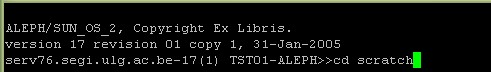 ALEPH/SUN_OS_2, Copyright Ex Libris.
version 17 revision 01 copy 1, 31-Jan-2005
serv76.segi.ulg.ac.be-17(1) TST01-ALEPH>>cd scratch